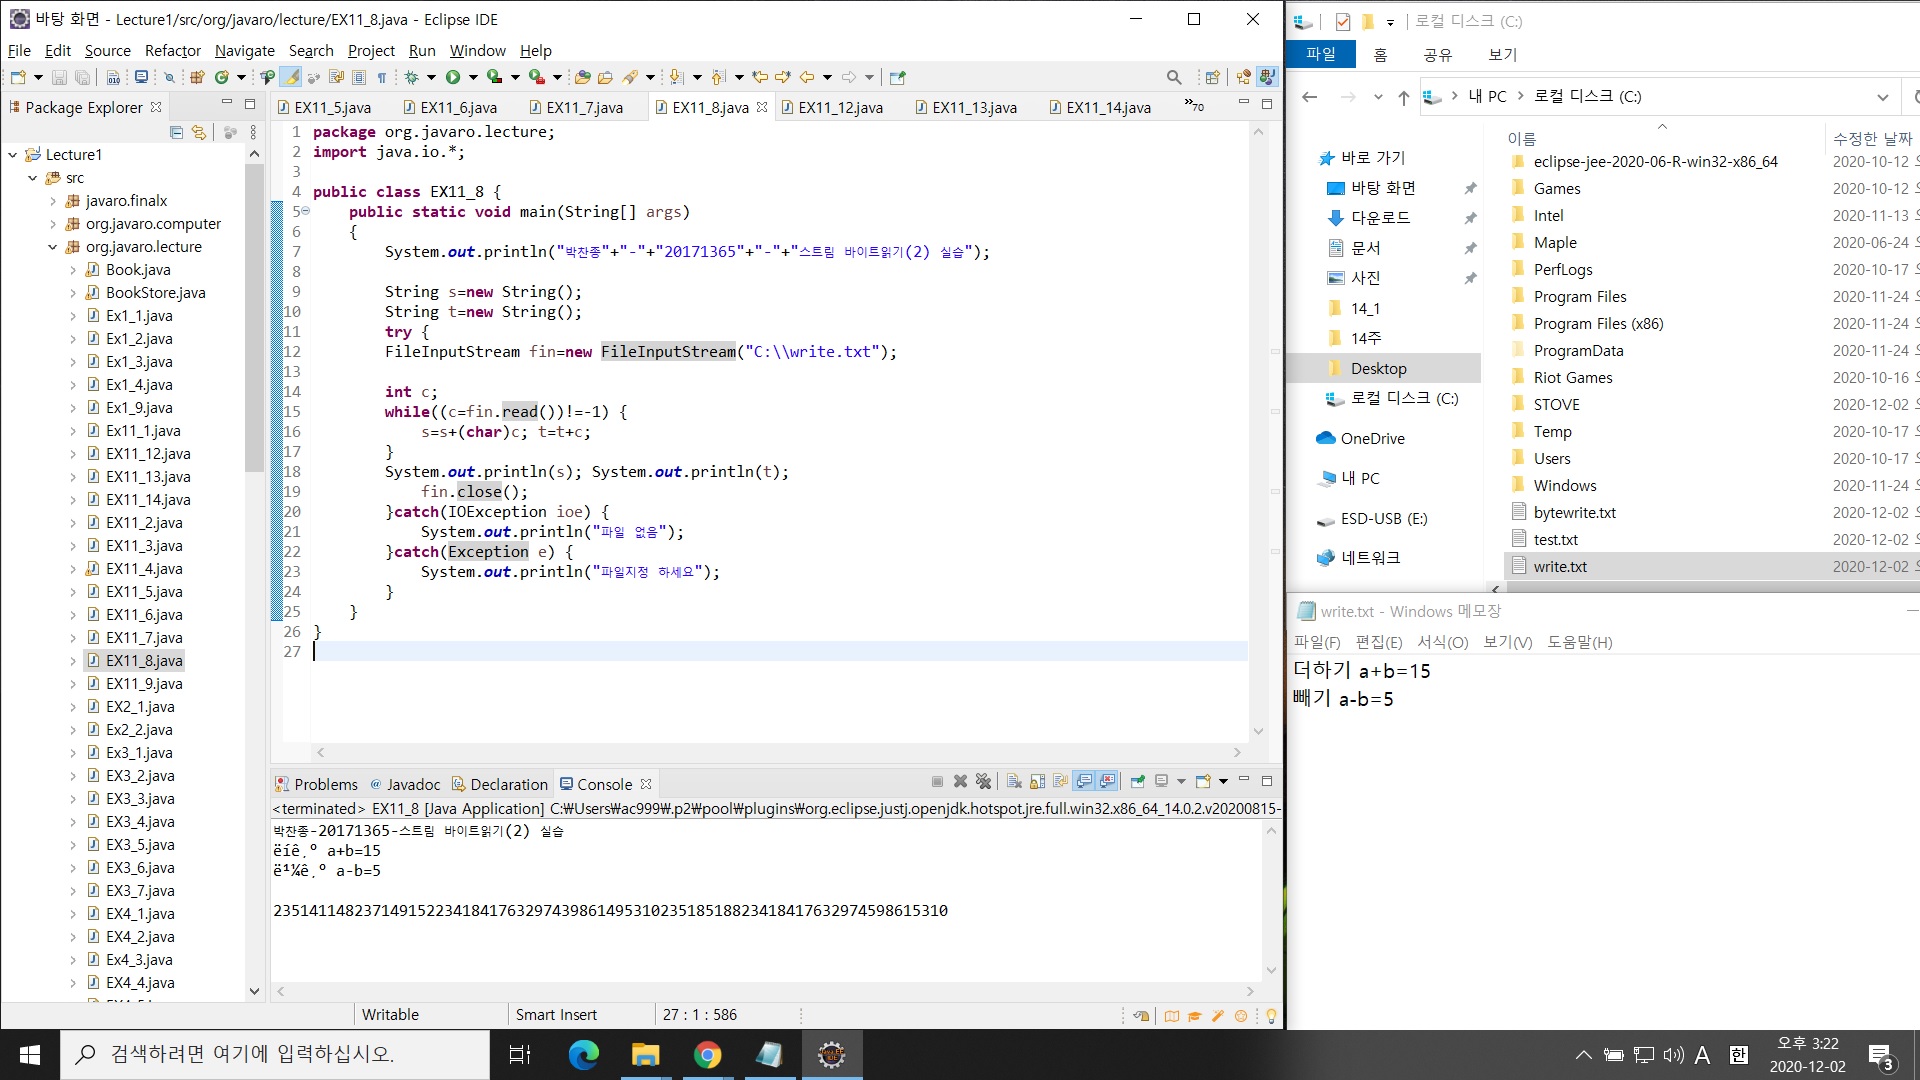 바탕 화면 - Lecture1/src/org/javaro/lecture/EX11_8.java - Eclipse IDE
File Edit Source Refactor Navigate Search Project Run Window Help
Package Explorer
Lecture1
src
javaro.finalx
org.javaro.computer
org.javaro.lecture
Book.java
BookStore.java
Ex1_1.java
Ex1_2.java
Ex1_3.java
Ex1_4.java
Ex1_9.java
Ex11_1.java
EX11_12.java
EX11_13.java
EX11_14.java
EX11_2.java
EX11_3.java
EX11_4.java
EX11_5.java
EX11_6.java
EX11_7.java
EX11_8.java
EX11_9.java
EX2_1.java
Ex2_2.java
Ex3_1.java
EX3_2.java
EX3_3.java
EX3_4.java
EX3_5.java
EX3_6.java
EX3_7.java
EX4_1.java
EX4_2.java
Ex4_3.java
EX4_4.java
EX11_5.java EX11_6.java EX11_7.java EX11_8.java EX11_12.java EX11_13.java EX11_14.java »70
1 package org.javaro.lecture;
2 import java.io.*;
3
4 public class EX11_8 {
5 public static void main(String[] args)
6 {
7 System.out.println("박찬종"+"-"+"20171365"+"-"+"스트림 바이트읽기(2) 실습");
8
9 String s=new String();
10 String t=new String();
11 try {
12 FileInputStream fin=new FileInputStream("C:\\write.txt");
13
14 int c;
15 while((c=fin.read())!=-1) {
16 s=s+(char)c; t=t+c;
17 }
18 System.out.println(s); System.out.println(t);
19 fin.close();
20 }catch(IOException ioe) {
21 System.out.println("파일 없음");
22 }catch(Exception e) {
23 System.out.println("파일지정 하세요");
24 }
25 }
26 }
27
Problems Javadoc Declaration Console
<terminated> EX11_8 [Java Application] C:₩Users₩ac999₩.p2₩pool₩plugins₩org.eclipse.justj.openjdk.hotspot.jre.full.win32.x86_64_14.0.2.v20200815-
박찬종-20171365-스트림 바이트읽기(2) 실습
ëíê¸º a+b=15
ë¹¼ê¸º a-b=5
2351411482371491522341841763297439861495310235185188234184176329745986153​10
Writable Smart Insert 27 : 1 : 586
로컬 디스크 (C:)
파일 홈 공유 보기
내 PC > 로컬 디스크 (C:)
이름 수정한 날짜
바로 가기
바탕 화면
다운로드
문서
사진
14_1
14주
Desktop
로컬 디스크 (C:)
OneDrive
내 PC
ESD-USB (E:)
네트워크
eclipse-jee-2020-06-R-win32-x86_64 2020-10-12
Games 2020-10-12
Intel 2020-11-13
Maple 2020-06-24
PerfLogs 2020-10-17
Program Files 2020-11-24
Program Files (x86) 2020-11-24
ProgramData 2020-11-24
Riot Games 2020-10-16
STOVE 2020-12-02
Temp 2020-10-17
Users 2020-10-17
Windows 2020-11-24
bytewrite.txt 2020-12-02
test.txt 2020-12-02
write.txt 2020-12-02
write.txt - Windows 메모장
파일(F) 편집(E) 서식(O) 보기(V) 도움말(H)
더하기 a+b=15
빼기 a-b=5
검색하려면 여기에 입력하십시오.
A 한
오후 3:22
2020-12-02
3